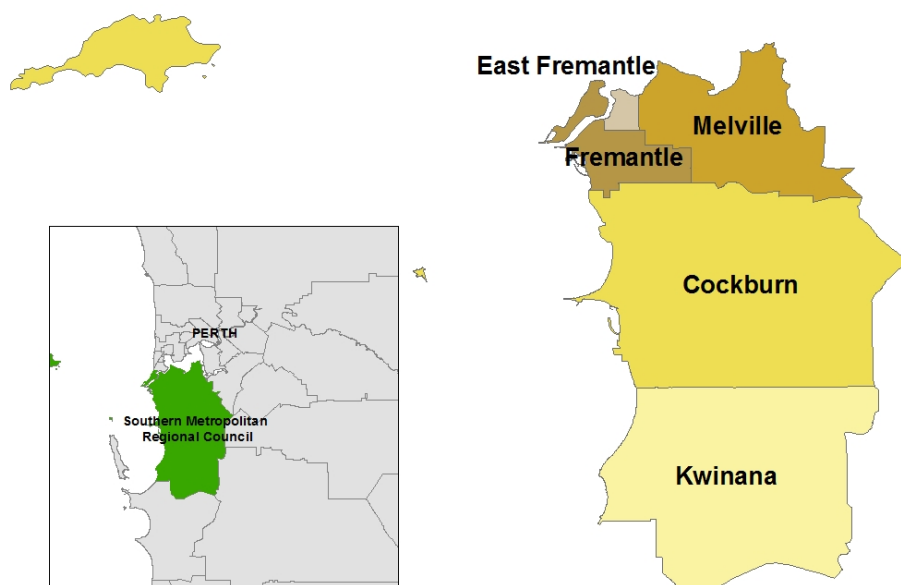 East Fremantle
Melville
Fremantle
Cockburn
PERTH
Southern Metropolitan
Regional Council
Kwinana